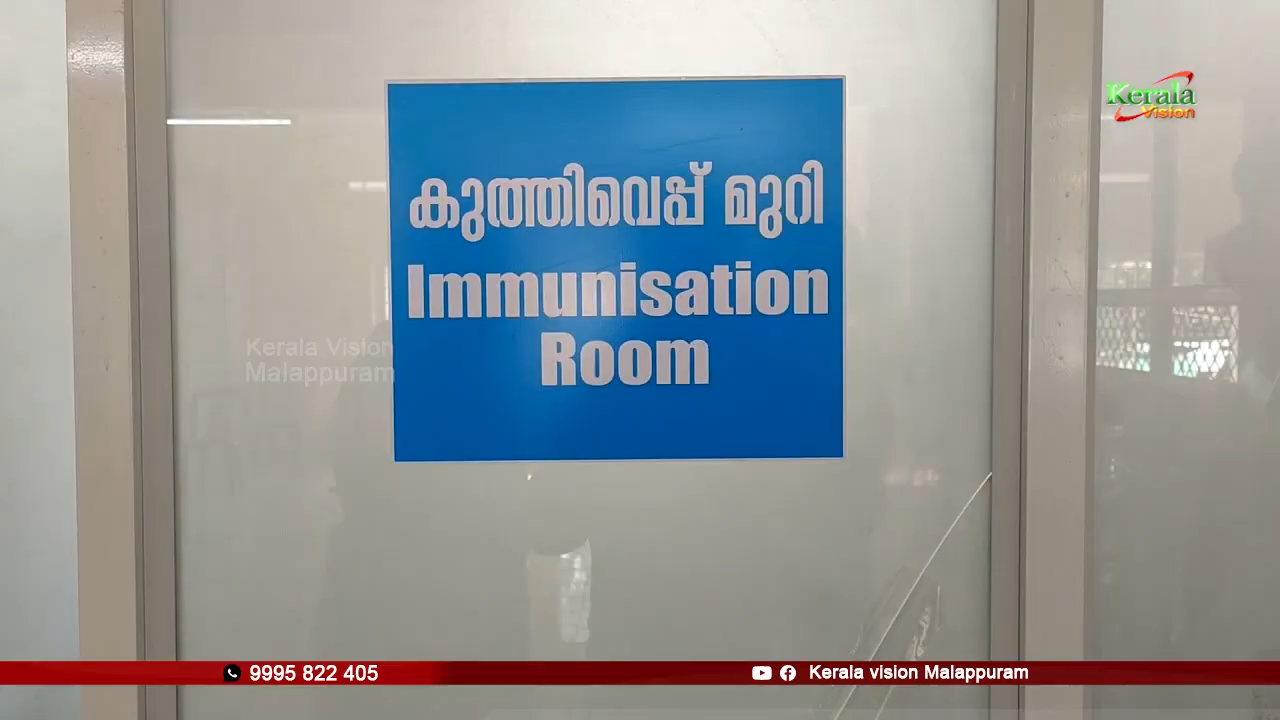 Kerala
Vision
കുത്തിവെപ്പ് മുറി
Immunisation
Room
Kerala Vision
Malappuram
9995 822 405
Kerala vision Malappuram